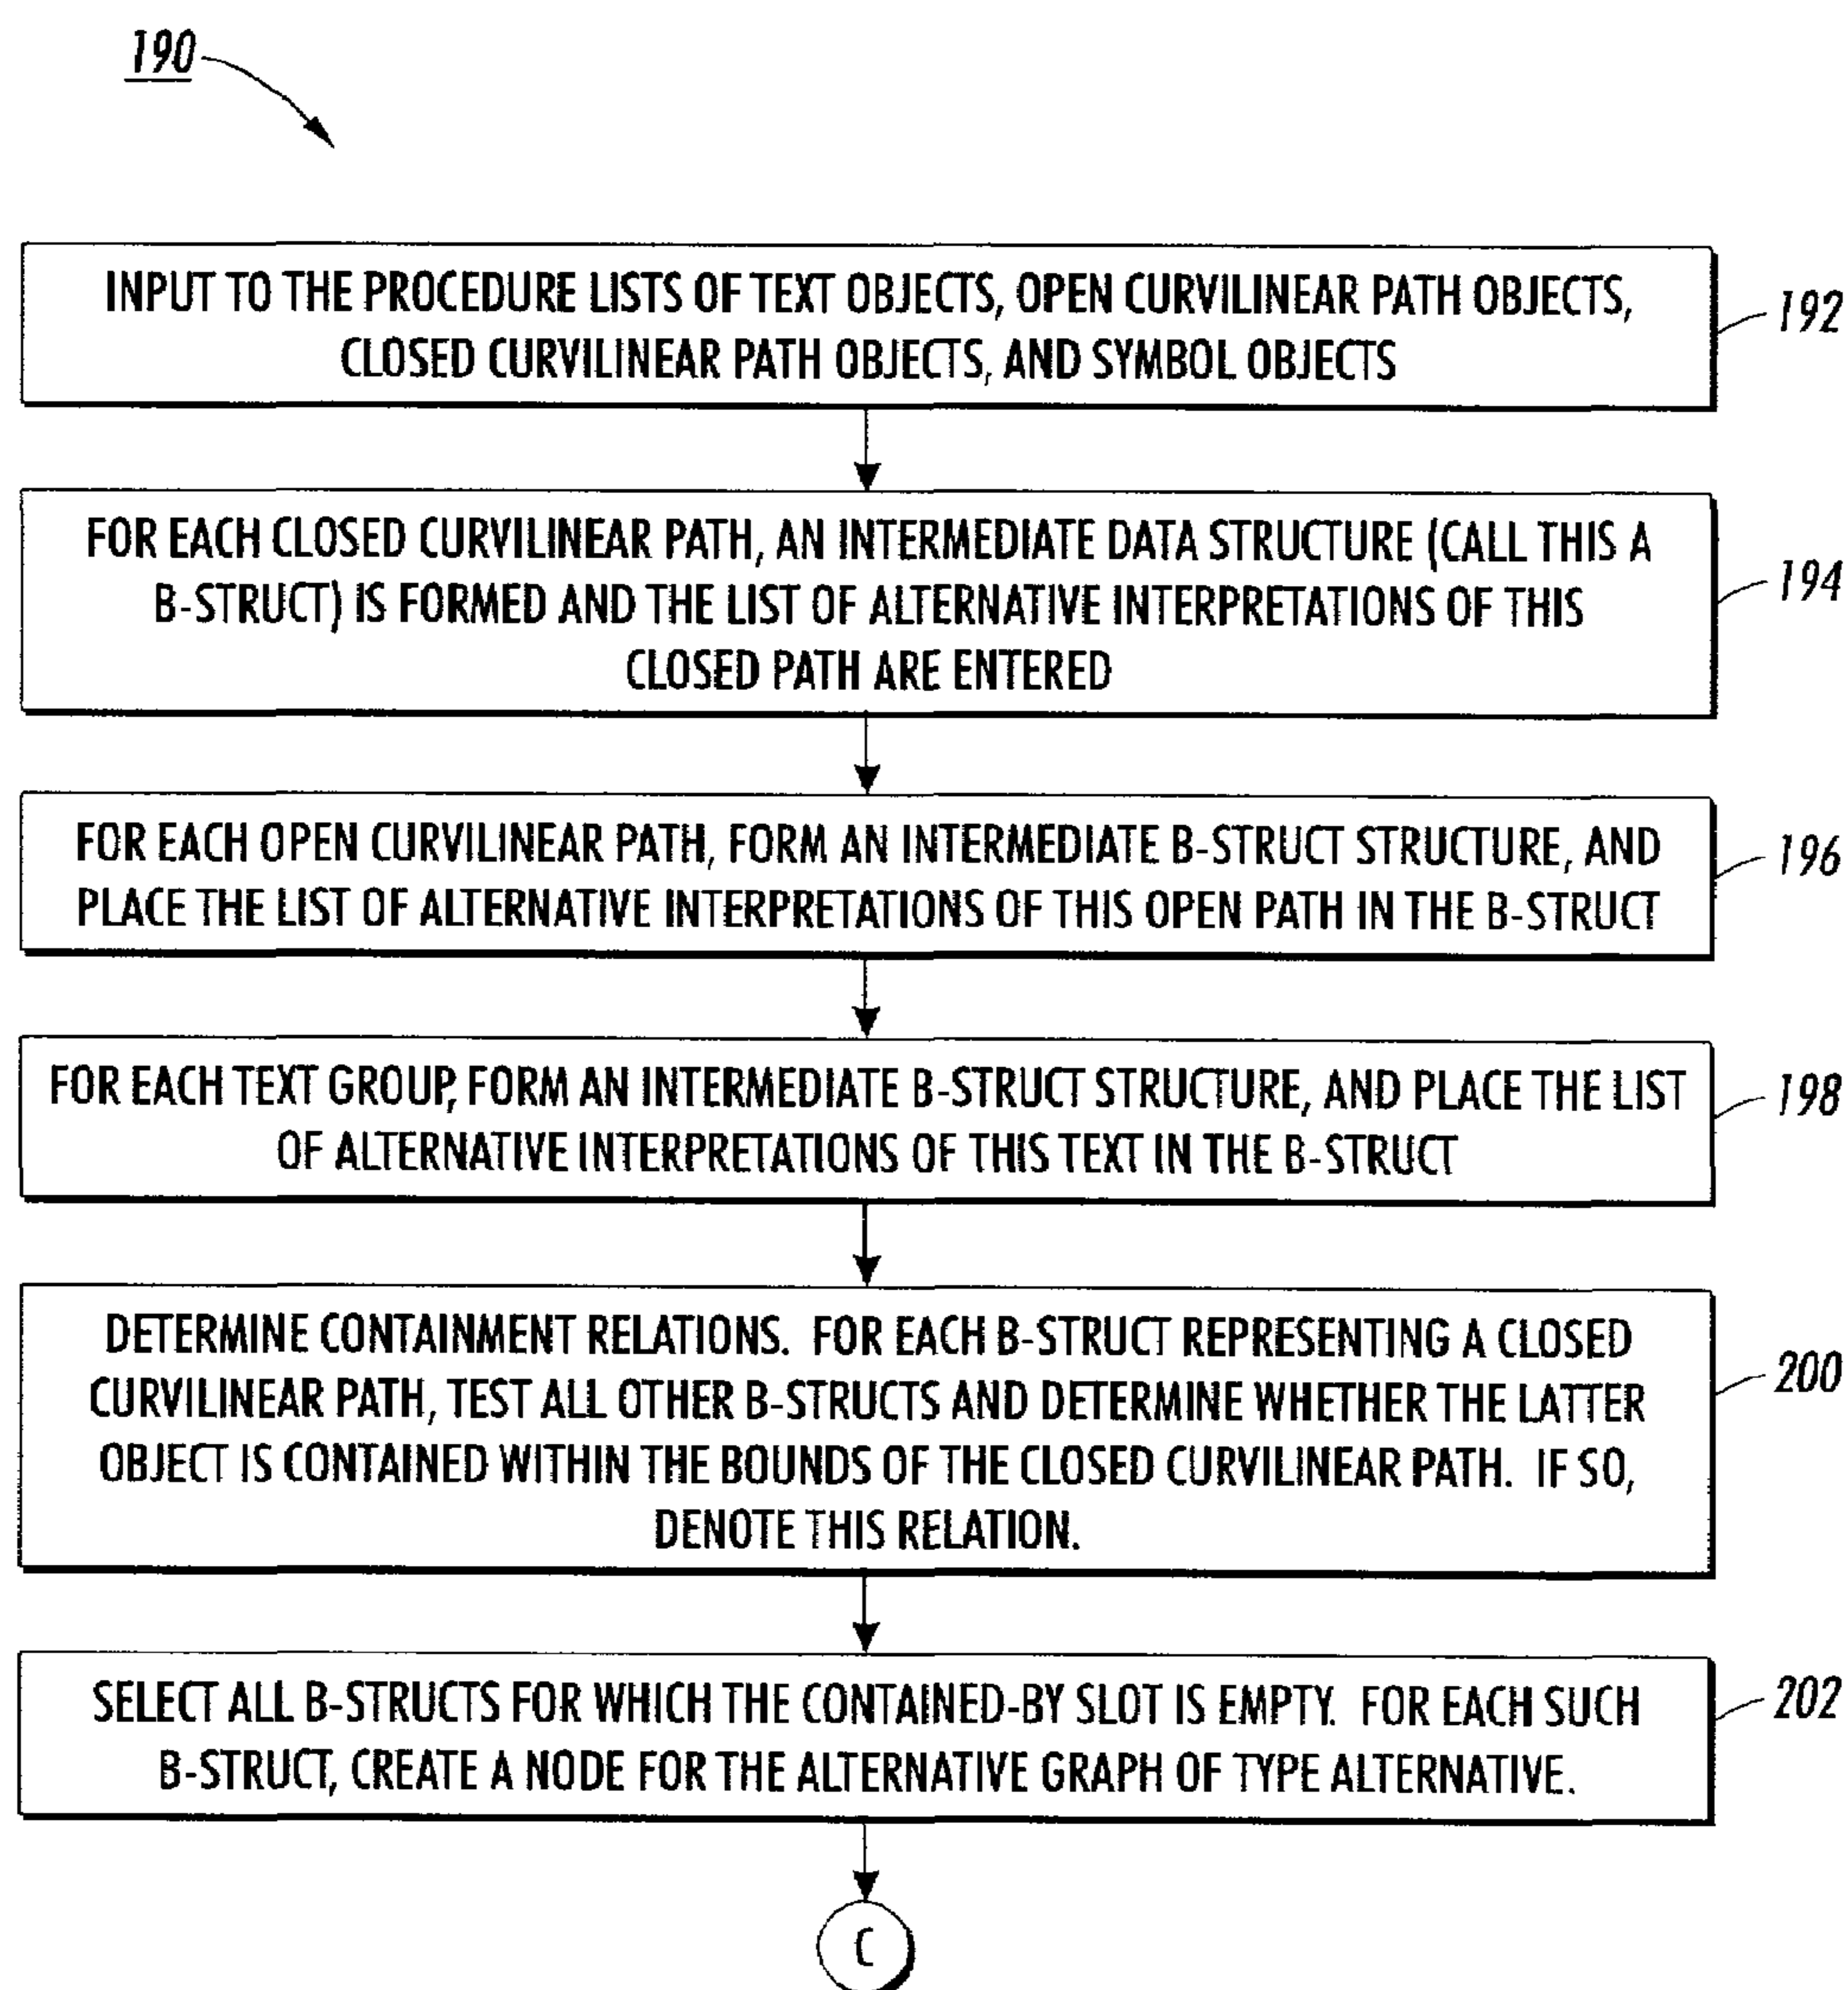 190
INPUT TO THE PROCEDURE LISTS OF TEXT OBJECTS, OPEN CURVILINEAR PATH OBJECTS,
CLOSED CURVILINEAR PATH OBJECTS, AND SYMBOL OBJECTS
192
FOR EACH CLOSED CURVILINEAR PATH, AN INTERMEDIATE DATA STRUCTURE (CALL THIS A
B-STRUCT) IS FORMED AND THE LIST OF ALTERNATIVE INTERPRETATIONS OF THIS
CLOSED PATH ARE ENTERED
194
FOR EACH OPEN CURVILINEAR PATH, FORM AN INTERMEDIATE B-STRUCT STRUCTURE, AND
PLACE THE LIST OF ALTERNATIVE INTERPRETATIONS OF THIS OPEN PATH IN THE B-STRUCT
196
FOR EACH TEXT GROUP, FORM AN INTERMEDIATE B-STRUCT STRUCTURE, AND PLACE THE LIST
OF ALTERNATIVE INTERPRETATIONS OF THIS TEXT IN THE B-STRUCT
198
DETERMINE CONTAINMENT RELATIONS. FOR EACH B-STRUCT REPRESENTING A CLOSED
CURVILINEAR PATH, TEST ALL OTHER B-STRUCTS AND DETERMINE WHETHER THE LATTER
OBJECT IS CONTAINED WITHIN THE BOUNDS OF THE CLOSED CURVILINEAR PATH. IF SO,
DENOTE THIS RELATION.
200
SELECT ALL B-STRUCTS FOR WHICH THE CONTAINED-BY SLOT IS EMPTY. FOR EACH SUCH
B-STRUCT, CREATE A NODE FOR THE ALTERNATIVE GRAPH OF TYPE ALTERNATIVE.
202
C